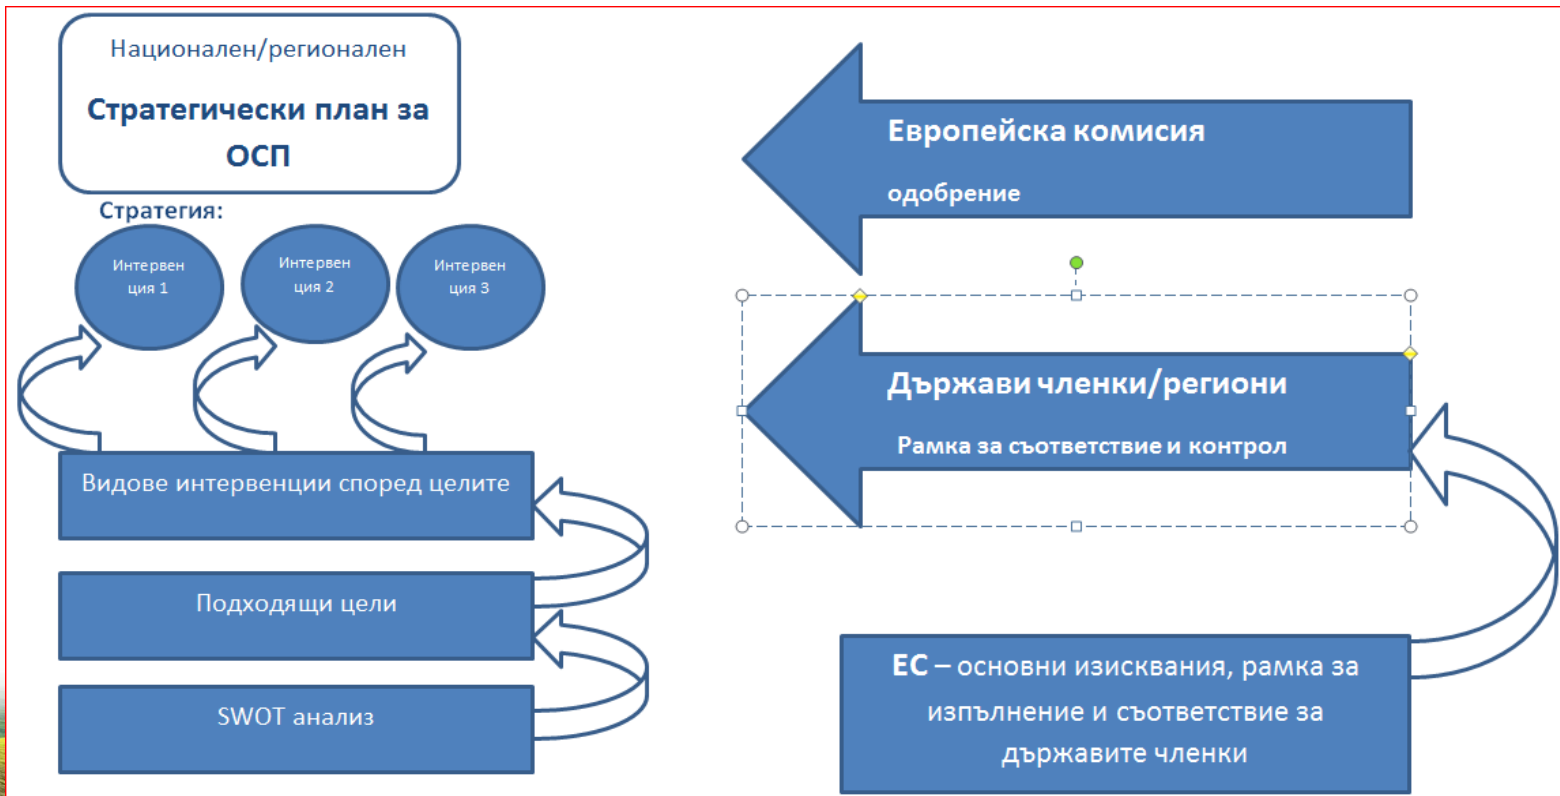 Национален/регионален
Стратегически план за
ОСП
Стратегия:
Интервен
ция 1
Интервен
ция 2
Интервен
ция 3
Видове интервенции според целите
Подходящи цели
SWOT анализ
Европейска комисия
одобрение
Държави членки/региони
Рамка за съответствие и контрол
ЕС – основни изисквания, рамка за
изпълнение и съответствие за
държавите членки